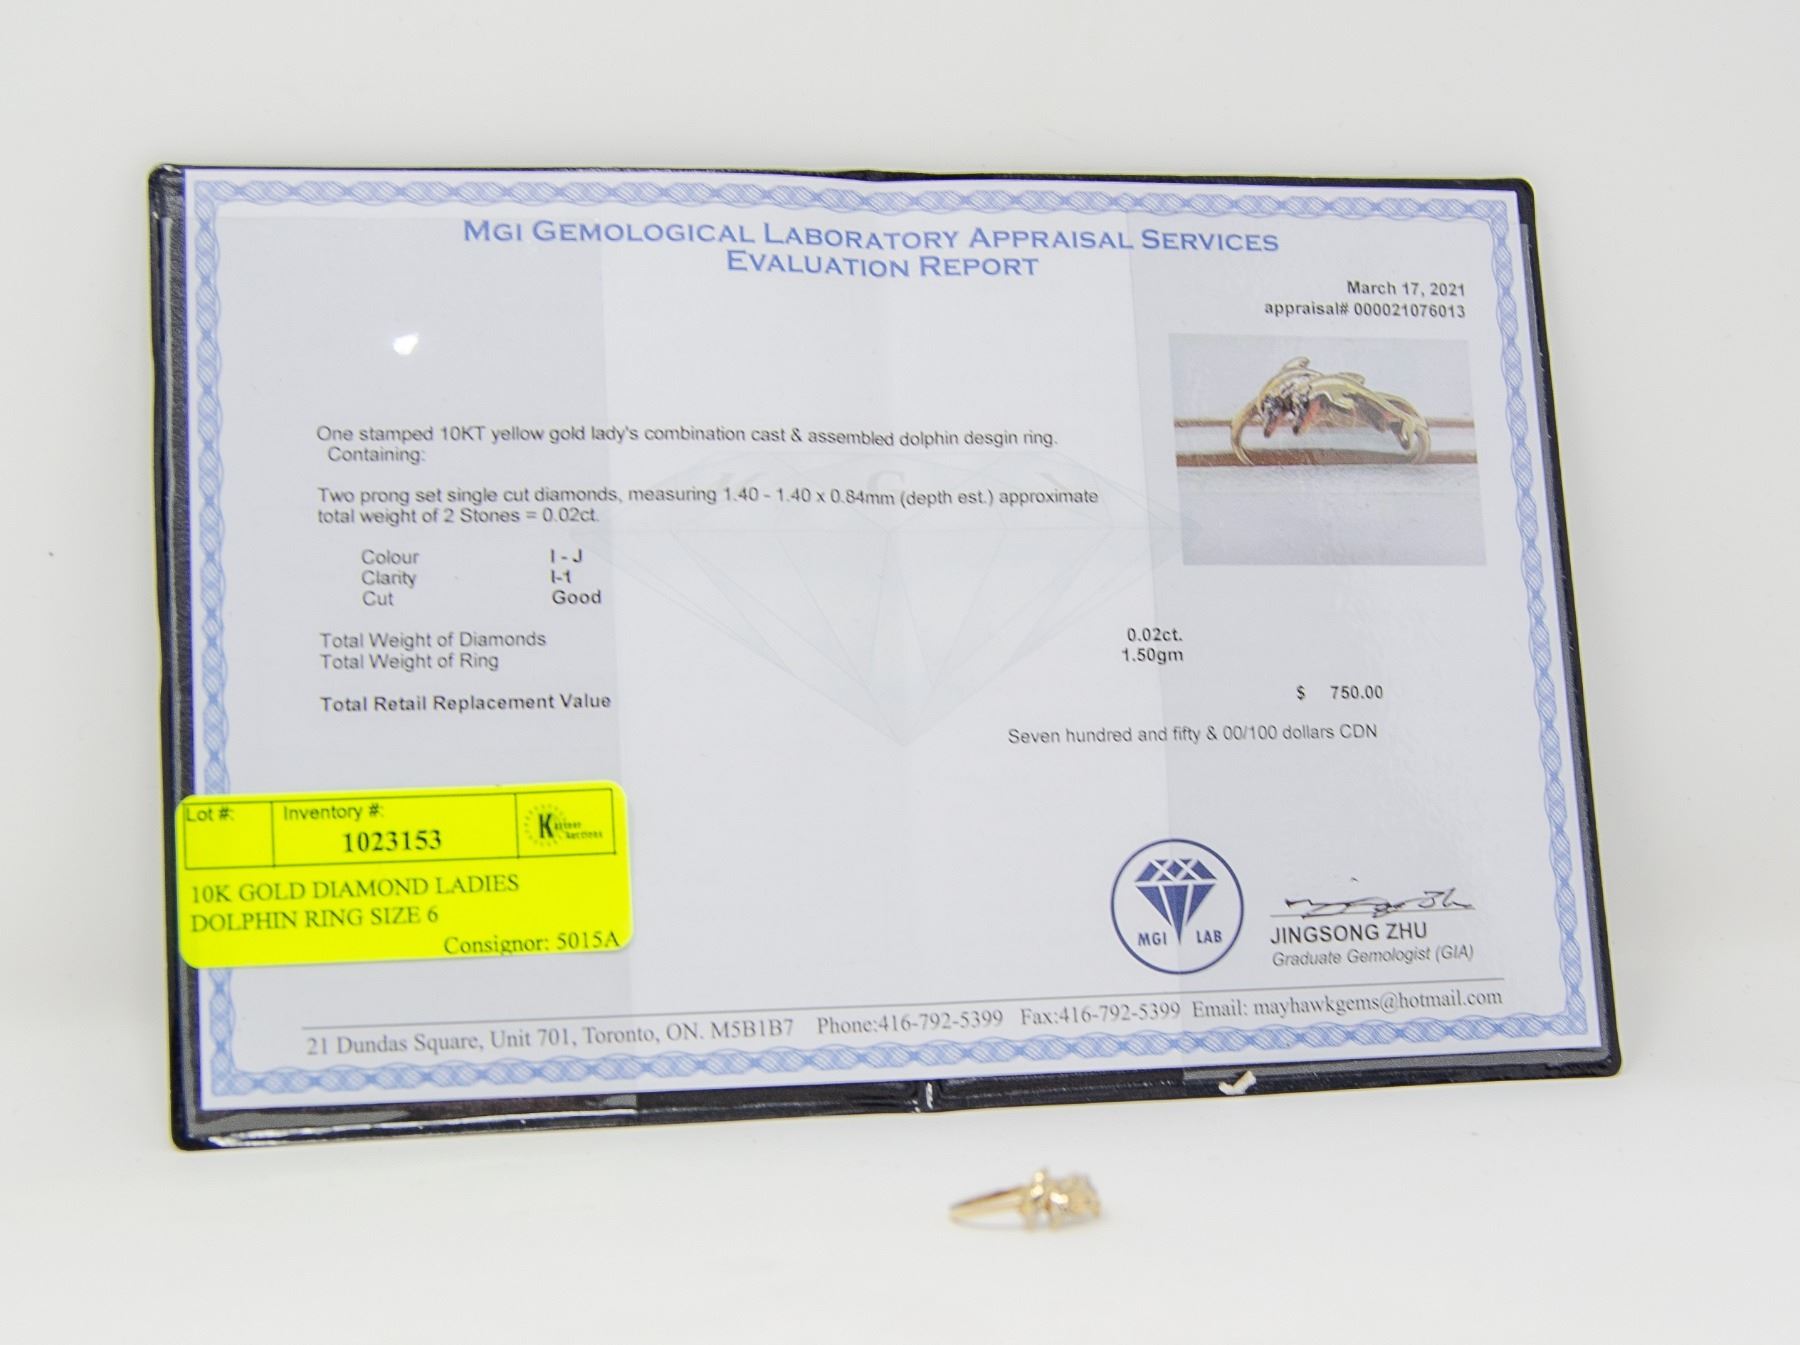 MGI GEMOLOGICAL LABORATORY APPRAISAL SERVICES
EVALUATION REPORT
March 17, 2021
appraisal# 000021076013
One stamped 10KT yellow gold lady's combination cast & assembled dolphin desgin ring.
Containing:
Two prong set single cut diamonds, measuring 1.40 - 1.40 x 0.84mm (depth est.) approximate
total weight of 2 Stones = 0.02ct.
Colour I - J
Clarity I-1
Cut Good
Total Weight of Diamonds 0.02ct.
Total Weight of Ring 1.50gm
Total Retail Replacement Value $ 750.00
Seven hundred and fifty & 00/100 dollars CDN
Lot #: Inventory #:
1023153
K
Auctions
10K GOLD DIAMOND LADIES
DOLPHIN RING SIZE 6
Consignor: 5015A
MGI LAB
JINGSONG ZHU
Graduate Gemologist (GIA)
21 Dundas Square, Unit 701, Toronto, ON. M5B1B7 Phone:416-792-5399 Fax:416-792-5399 Email: mayhawkgems@hotmail.com